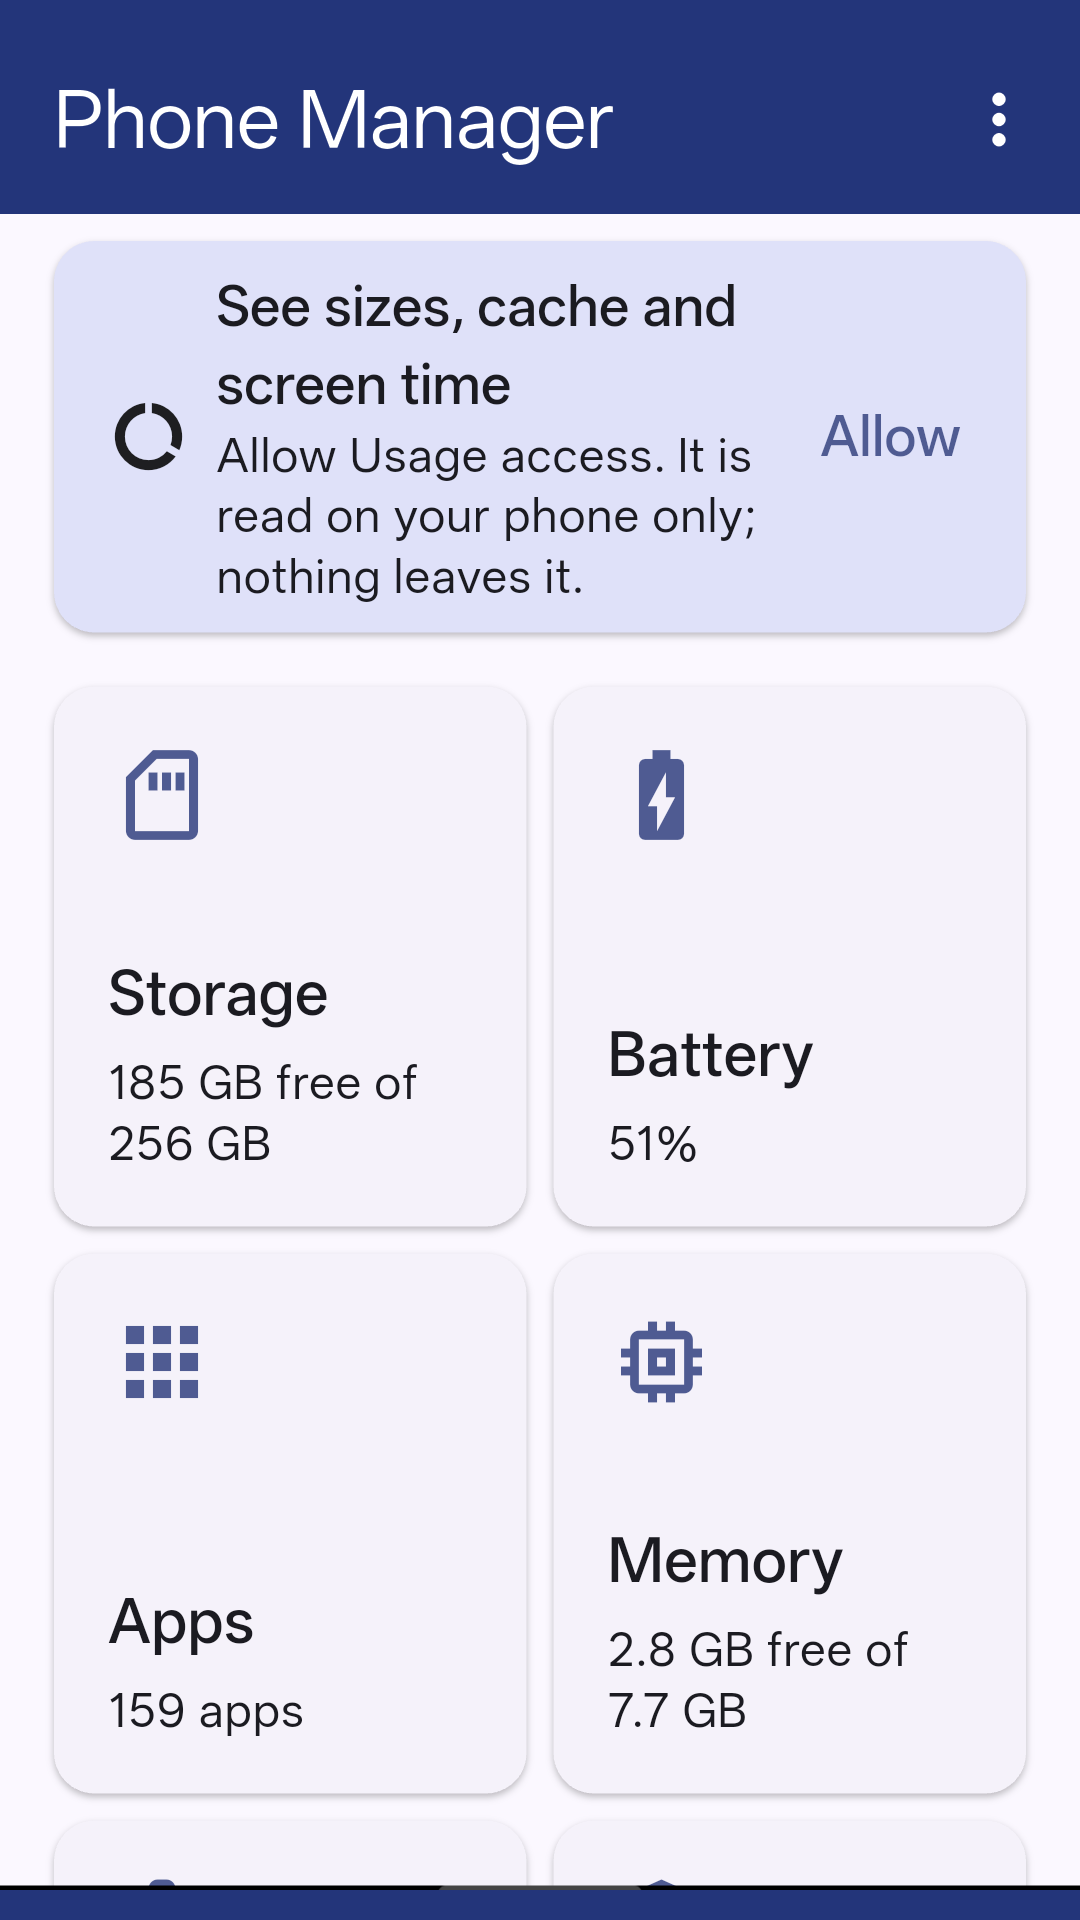 Phone Manager
See sizes, cache and
screen time
Allow Usage access. It is
read on your phone only;
nothing leaves it.
Allow
Storage
185 GB free of
256 GB
Battery
51%
Apps
159 apps
Memory
2.8 GB free of
7.7 GB